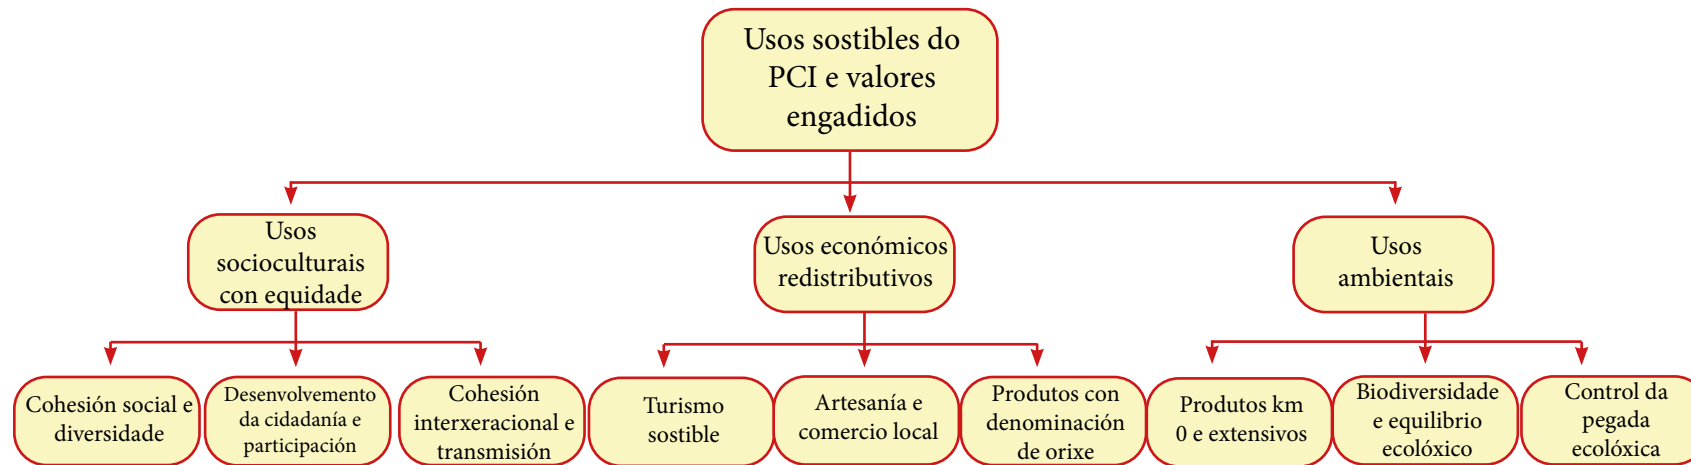 Usos sostibles do
PCI e valores
engadidos
Usos
socioculturais
con equidade
Usos económicos
redistributivos
Usos
ambientais
Cohesión social e
diversidade
Desenvolvemento
da cidadanía e
participación
Cohesión
interxeracional e
transmisión
Turismo
sostible
Artesanía e
comercio local
Produtos con
denominación
de orixe
Produtos km
0 e extensivos
Biodiversidade
e equilibrio
ecolóxico
Control da
pegada
ecolóxica